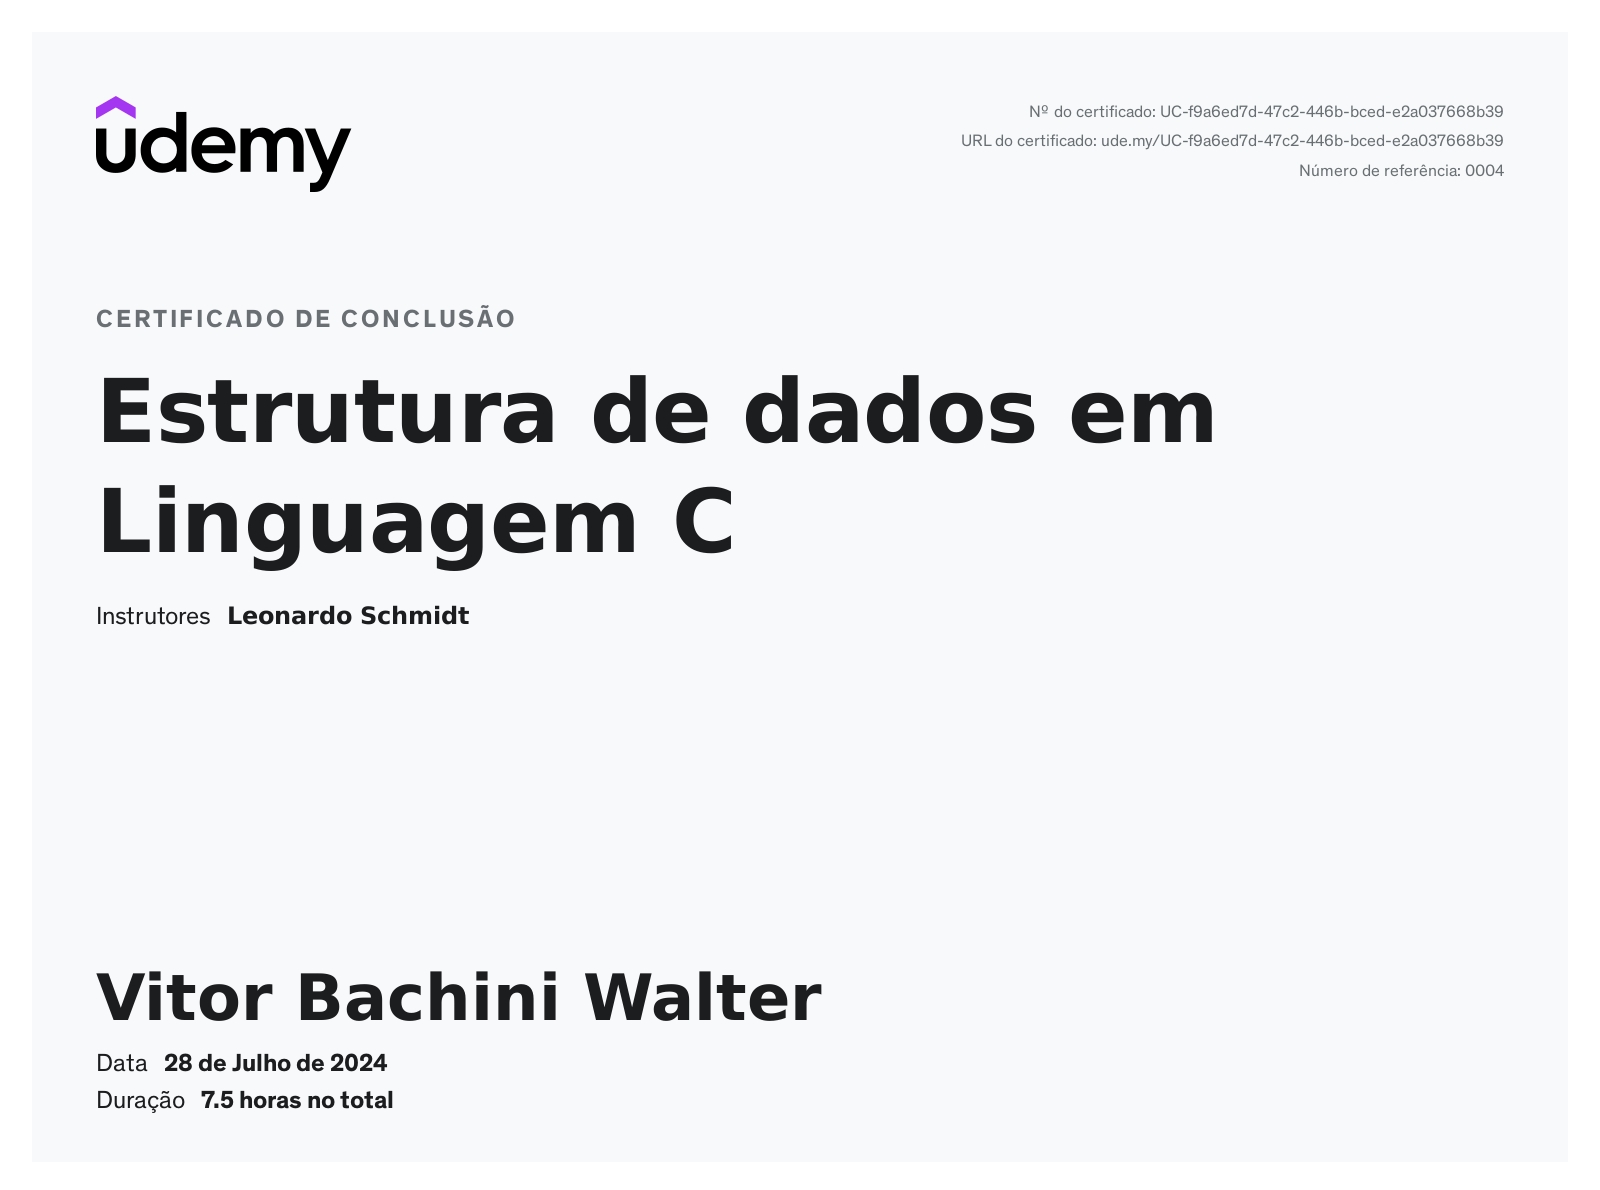 udemy
Nº do certificado: UC-f9a6ed7d-47c2-446b-bced-e2a037668b39
URL do certificado: ude.my/UC-f9a6ed7d-47c2-446b-bced-e2a037668b39
Número de referência: 0004
CERTIFICADO DE CONCLUSÃO
Estrutura de dados em
Linguagem C
Instrutores Leonardo Schmidt
Vitor Bachini Walter
Data 28 de Julho de 2024
Duração 7.5 horas no total